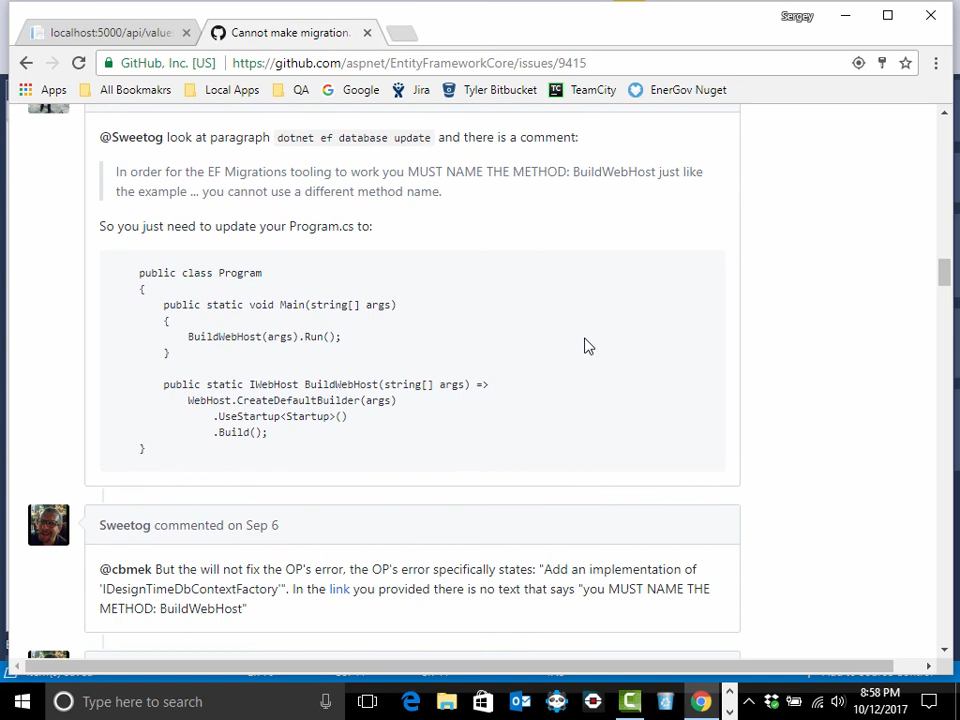 Sergey
localhost:5000/api/value
Cannot make migration
GitHub, Inc. [US]
https://github.com/aspnet/EntityFrameworkCore/issues/9415
Apps
All Bookmakrs
Local Apps
QA
Google
Jira
Tyler Bitbucket
TeamCity
EnerGov Nuget
@Sweetog look at paragraph dotnet ef database update and there is a comment:
In order for the EF Migrations tooling to work you MUST NAME THE METHOD: BuildWebHost just like
the example ... you cannot use a different method name.
So you just need to update your Program.cs to:
public class Program
{
public static void Main(string[] args)
{
BuildWebHost(args).Run();
}
public static IWebHost BuildWebHost(string[] args) =>
WebHost.CreateDefaultBuilder(args)
.UseStartup<Startup>()
.Build();
}
Sweetog commented on Sep 6
@cbmek But the will not fix the OP's error, the OP's error specifically states: "Add an implementation of
'IDesignTimeDbContextFactory'". In the link you provided there is no text that says "you MUST NAME THE
METHOD: BuildWebHost"
Type here to search
8:58 PM
10/12/2017